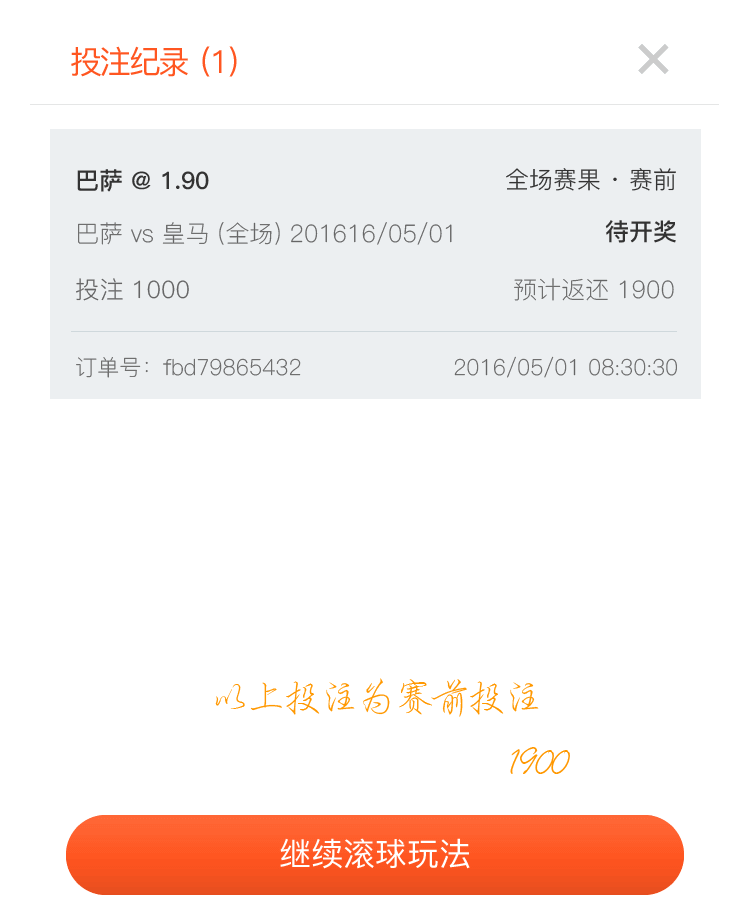 投注纪录 (1)
巴萨 @ 1.90 全场赛果 · 赛前
巴萨 vs 皇马 (全场) 201616/05/01 待开奖
投注 1000 预计返还 1900
订单号: fbd79865432 2016/05/01 08:30:30
以上投注为赛前投注
1900
继续滚球玩法